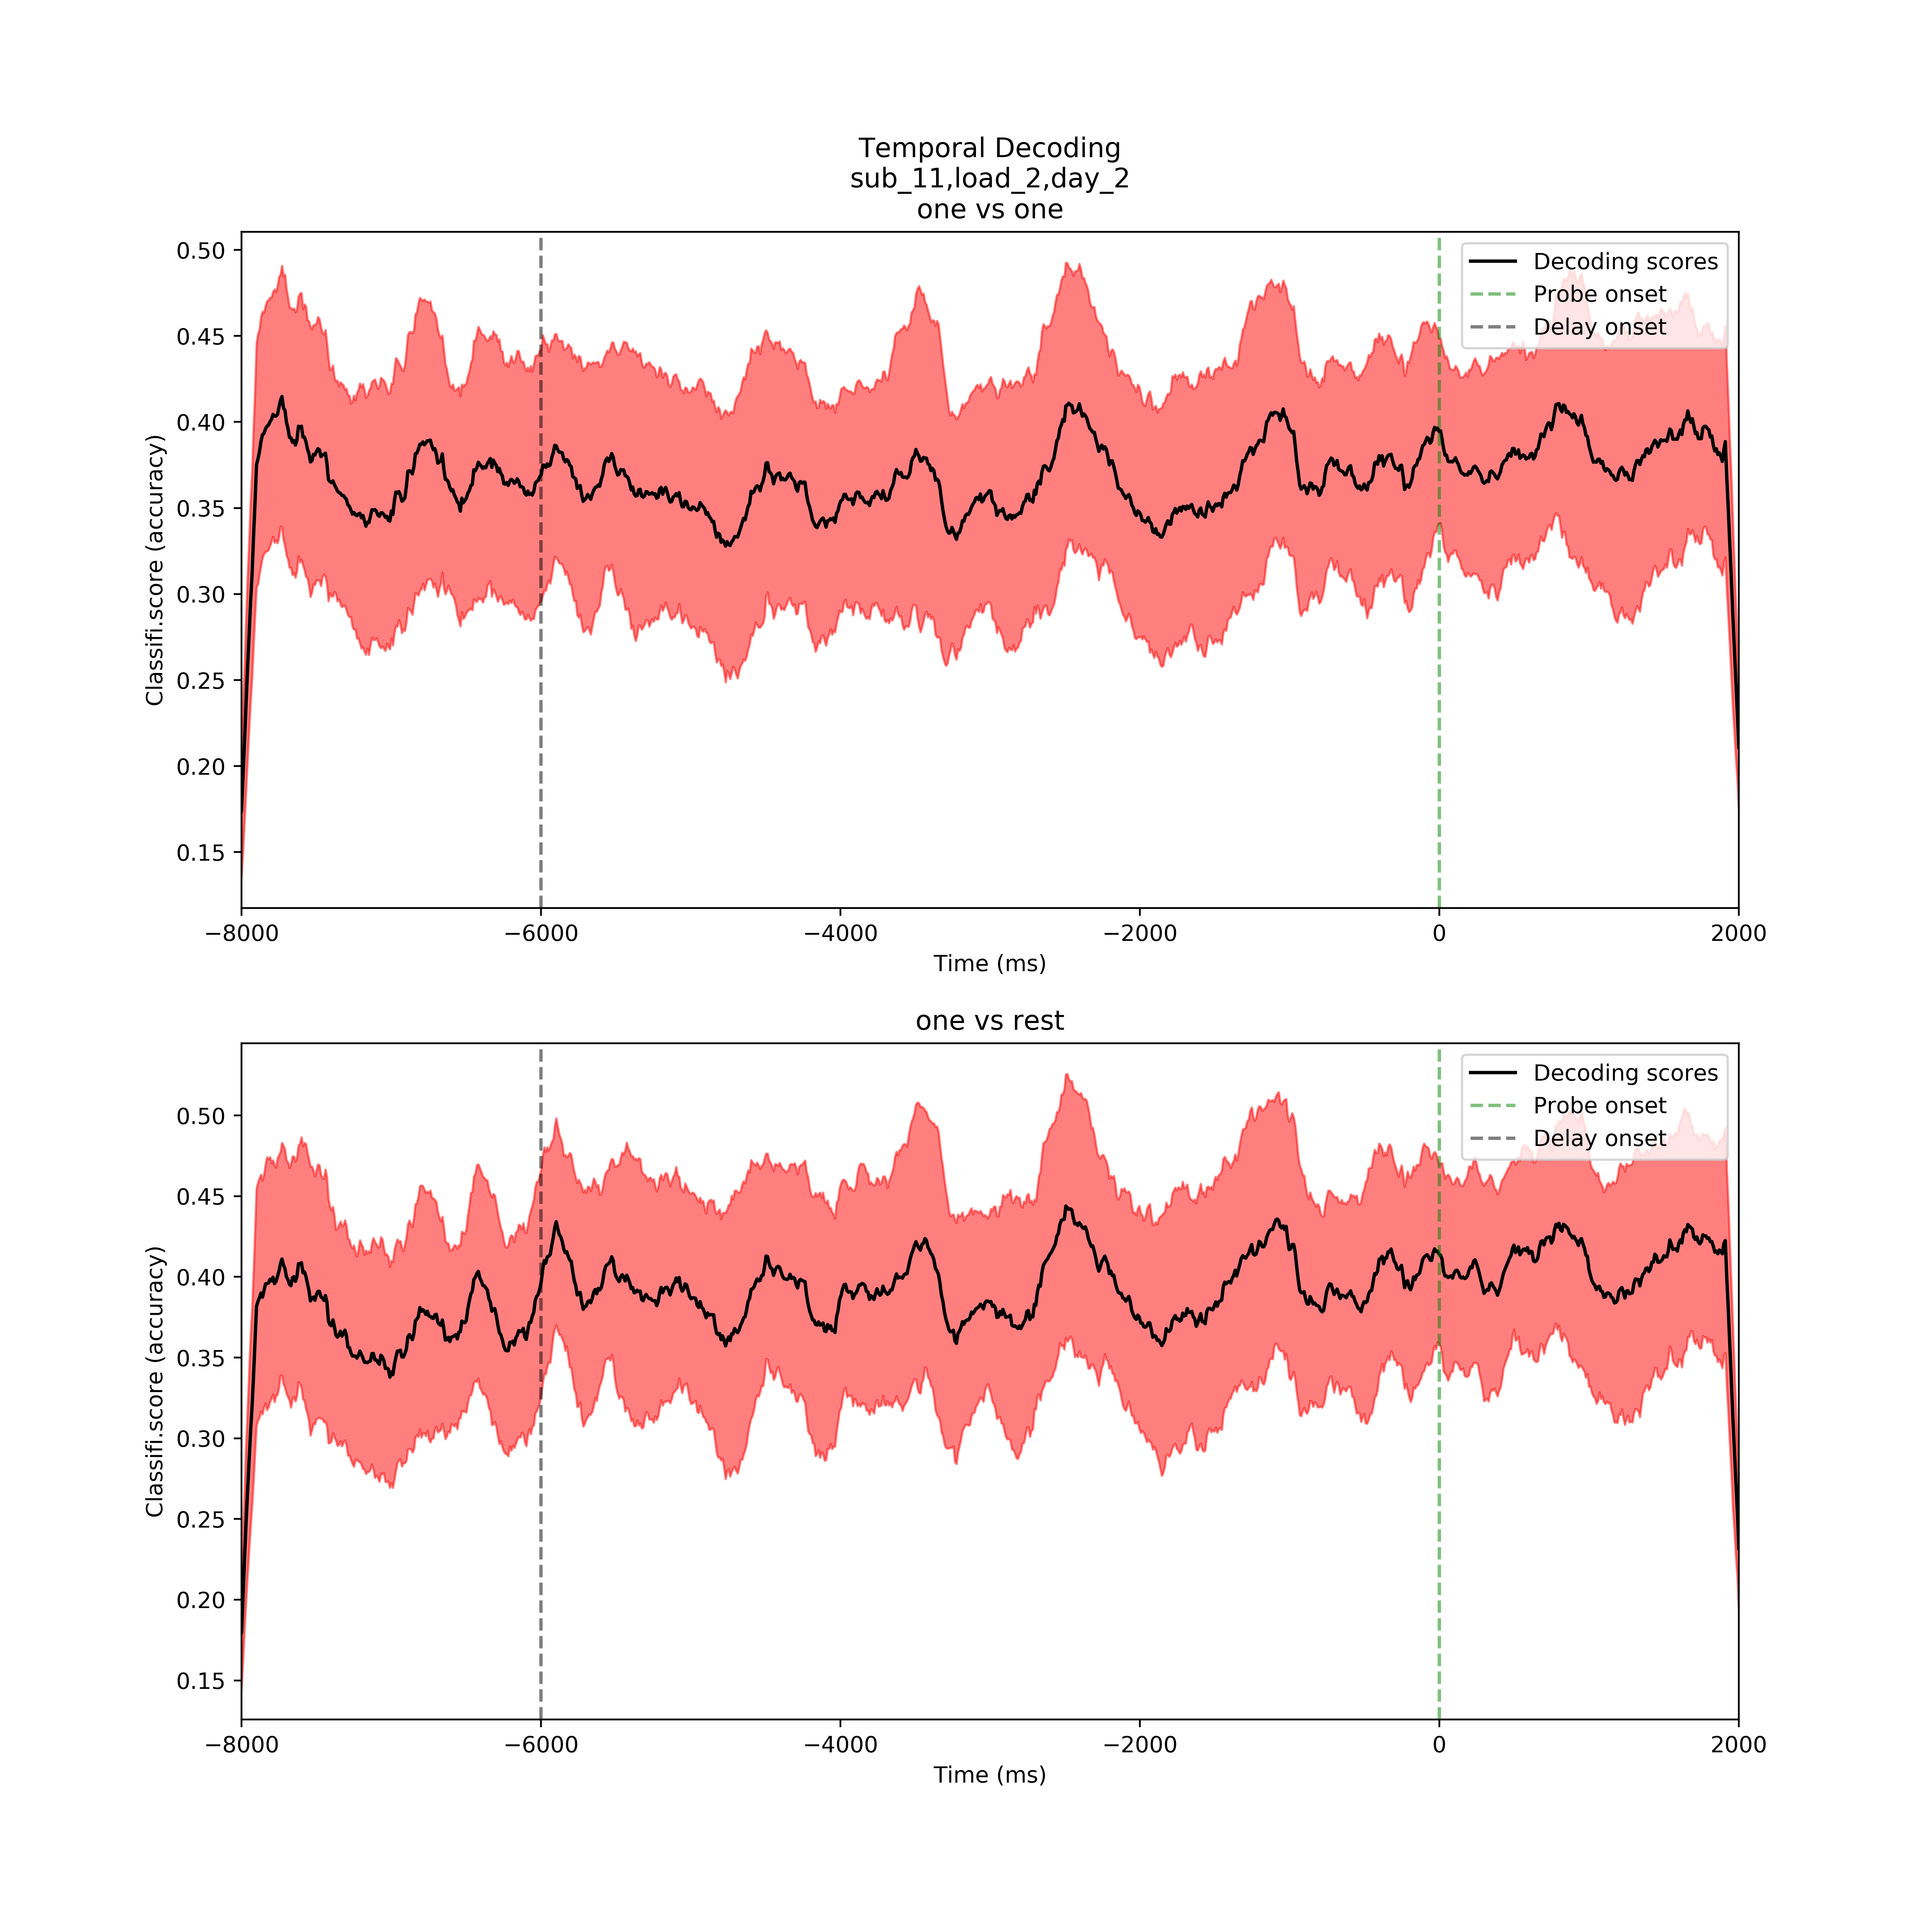 Temporal Decoding
sub_11,load_2,day_2
one vs one
Decoding scores
Probe onset
Delay onset
Classifi.score (accuracy)
0.50
0.45
0.40
0.35
0.30
0.25
0.20
0.15
−8000 −6000 −4000 −2000 0 2000
Time (ms)
one vs rest
Decoding scores
Probe onset
Delay onset
Classifi.score (accuracy)
0.50
0.45
0.40
0.35
0.30
0.25
0.20
0.15
−8000 −6000 −4000 −2000 0 2000
Time (ms)